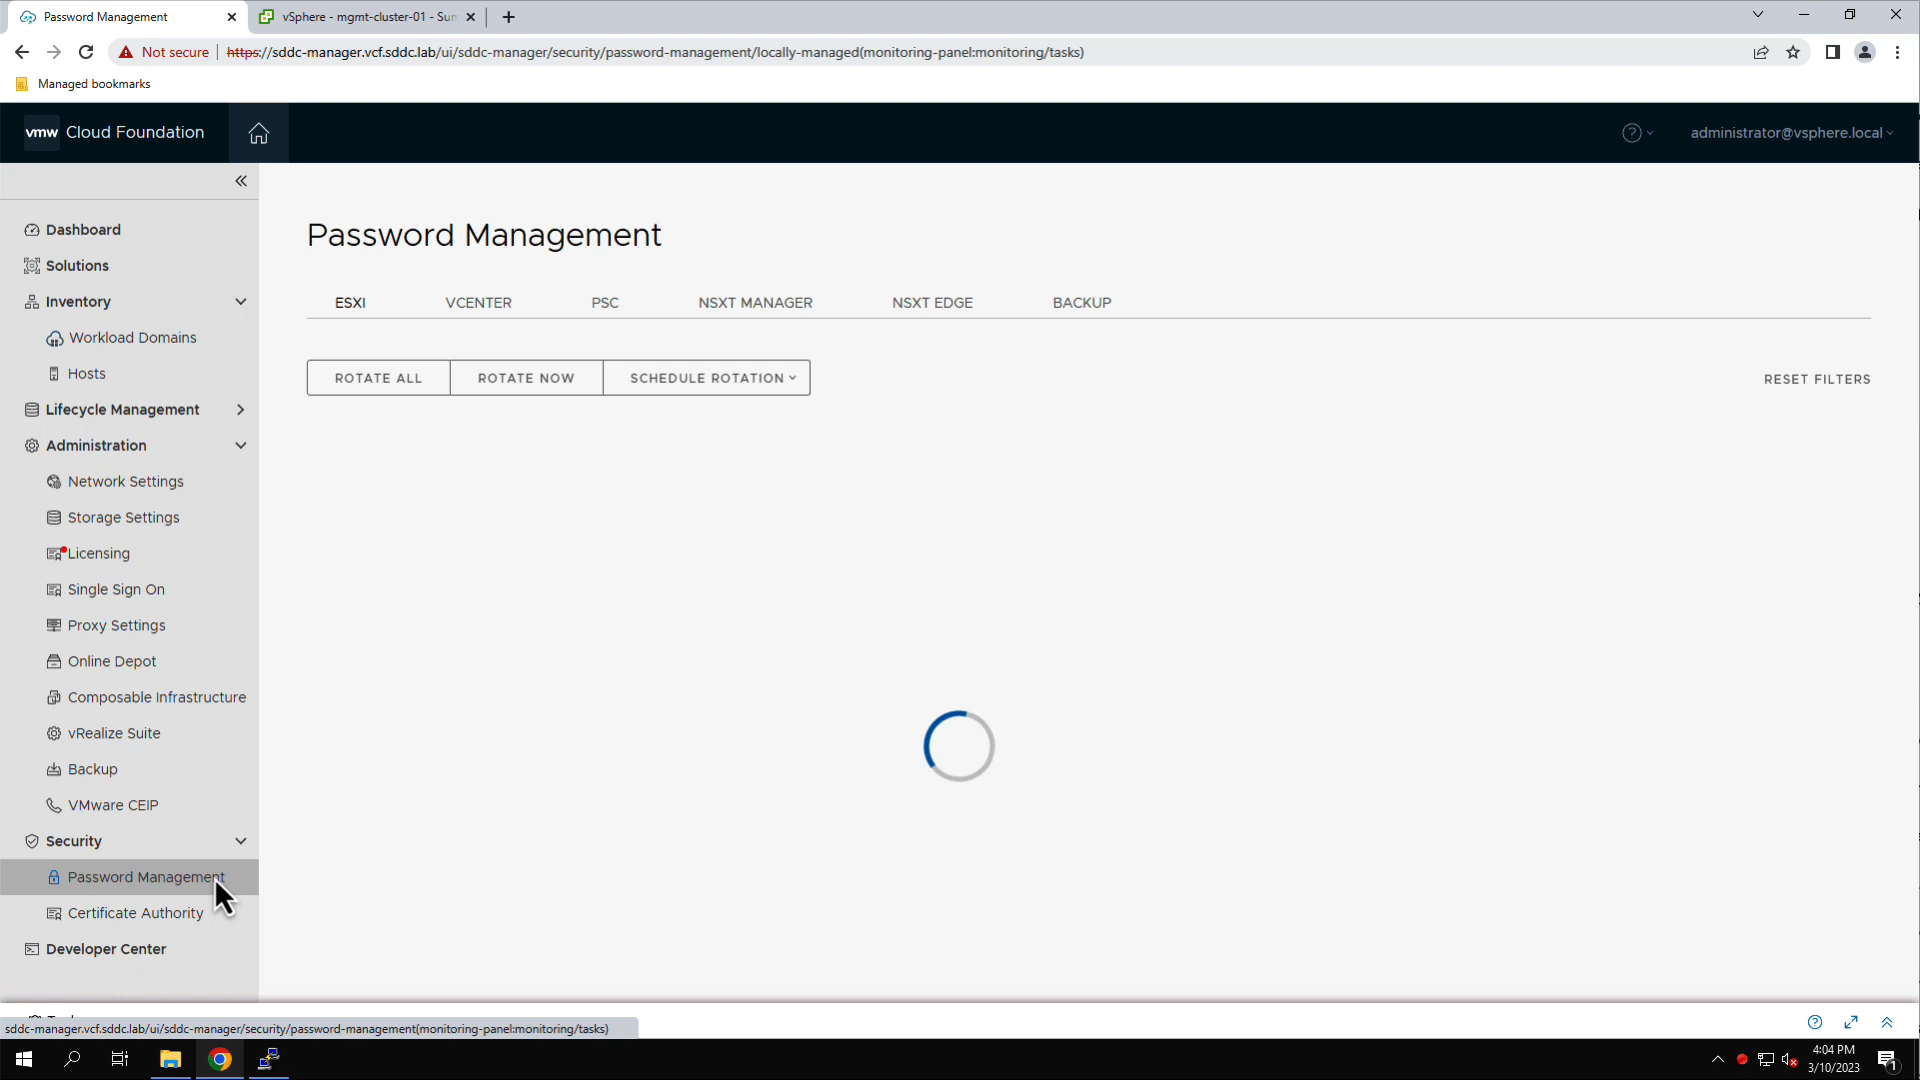 Password Management
vSphere - mgmt-cluster-01 - Sum
Not secure
https://sddc-manager.vcf.sddc.lab/ui/sddc-manager/security/password-management/locally-managed(monitoring-panel:monitoring/tasks)
Managed bookmarks
vmw Cloud Foundation
administrator@vsphere.local
Dashboard
Solutions
Inventory
Workload Domains
Hosts
Lifecycle Management
Administration
Network Settings
Storage Settings
Licensing
Single Sign On
Proxy Settings
Online Depot
Composable Infrastructure
vRealize Suite
Backup
VMware CEIP
Security
Password Management
Certificate Authority
Developer Center
Password Management
ESXI VCENTER PSC NSXT MANAGER NSXT EDGE BACKUP
ROTATE ALL ROTATE NOW SCHEDULE ROTATION RESET FILTERS
sddc-manager.vcf.sddc.lab/ui/sddc-manager/security/password-management(monitoring-panel:monitoring/tasks)
4:04 PM
3/10/2023
1